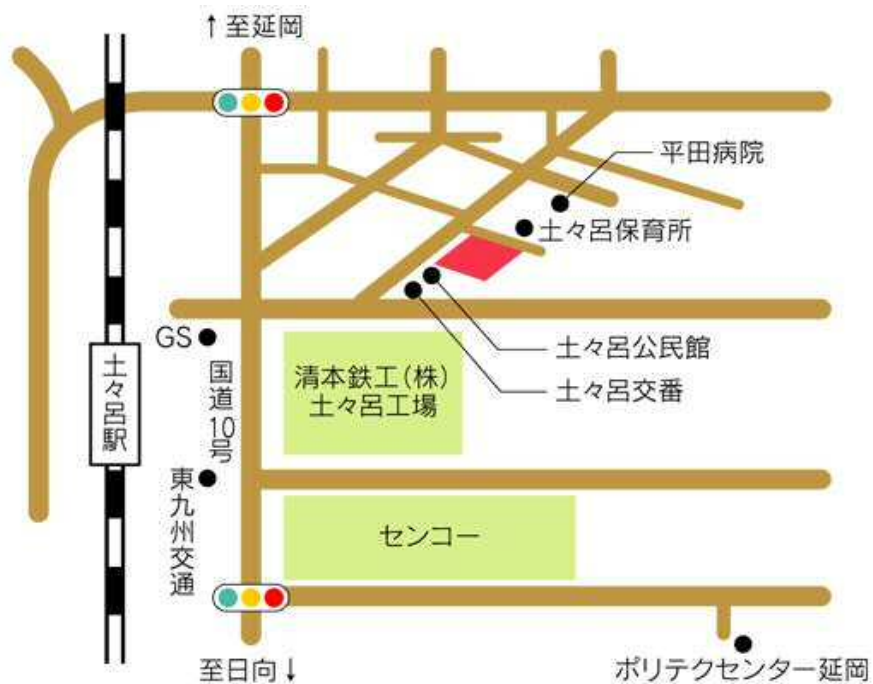 ↑至延岡
平田病院
土々呂保育所
GS
土々呂公民館
土々呂交番
清本鉄工(株)
土々呂工場
国道10号
土々呂駅
東九州交通
センコー
至日向↓
ポリテクセンター延岡